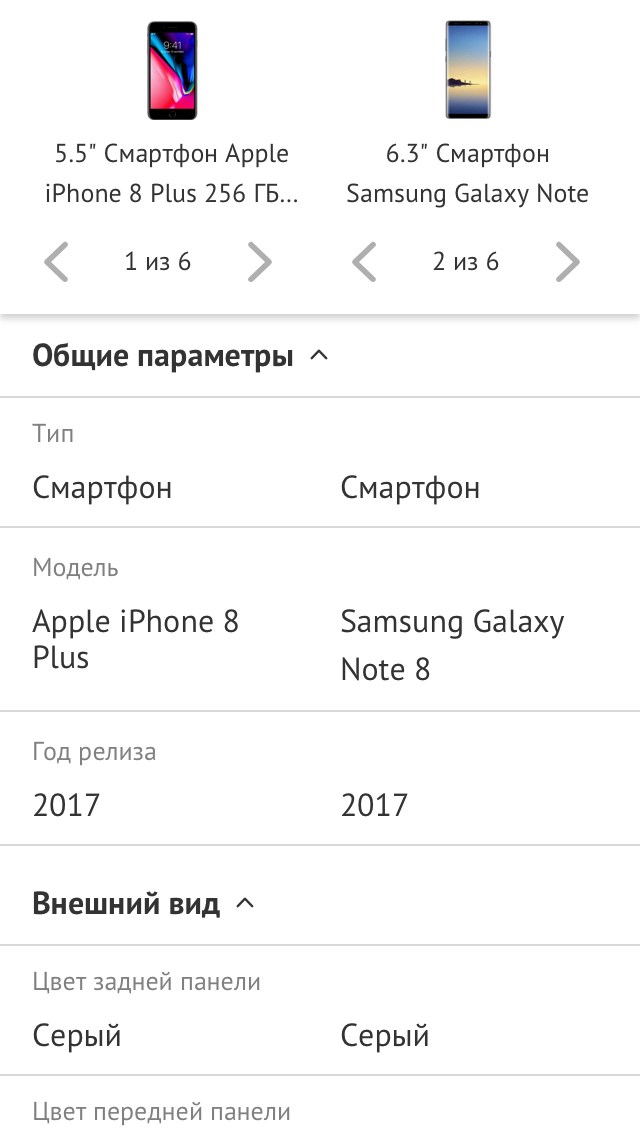 9:41
5.5" Смартфон Apple
iPhone 8 Plus 256 ГБ...
6.3" Смартфон
Samsung Galaxy Note
1 из 6
2 из 6
Общие параметры
Тип
Смартфон Смартфон
Модель
Apple iPhone 8
Plus
Samsung Galaxy
Note 8
Год релиза
2017 2017
Внешний вид
Цвет задней панели
Серый Серый
Цвет передней панели